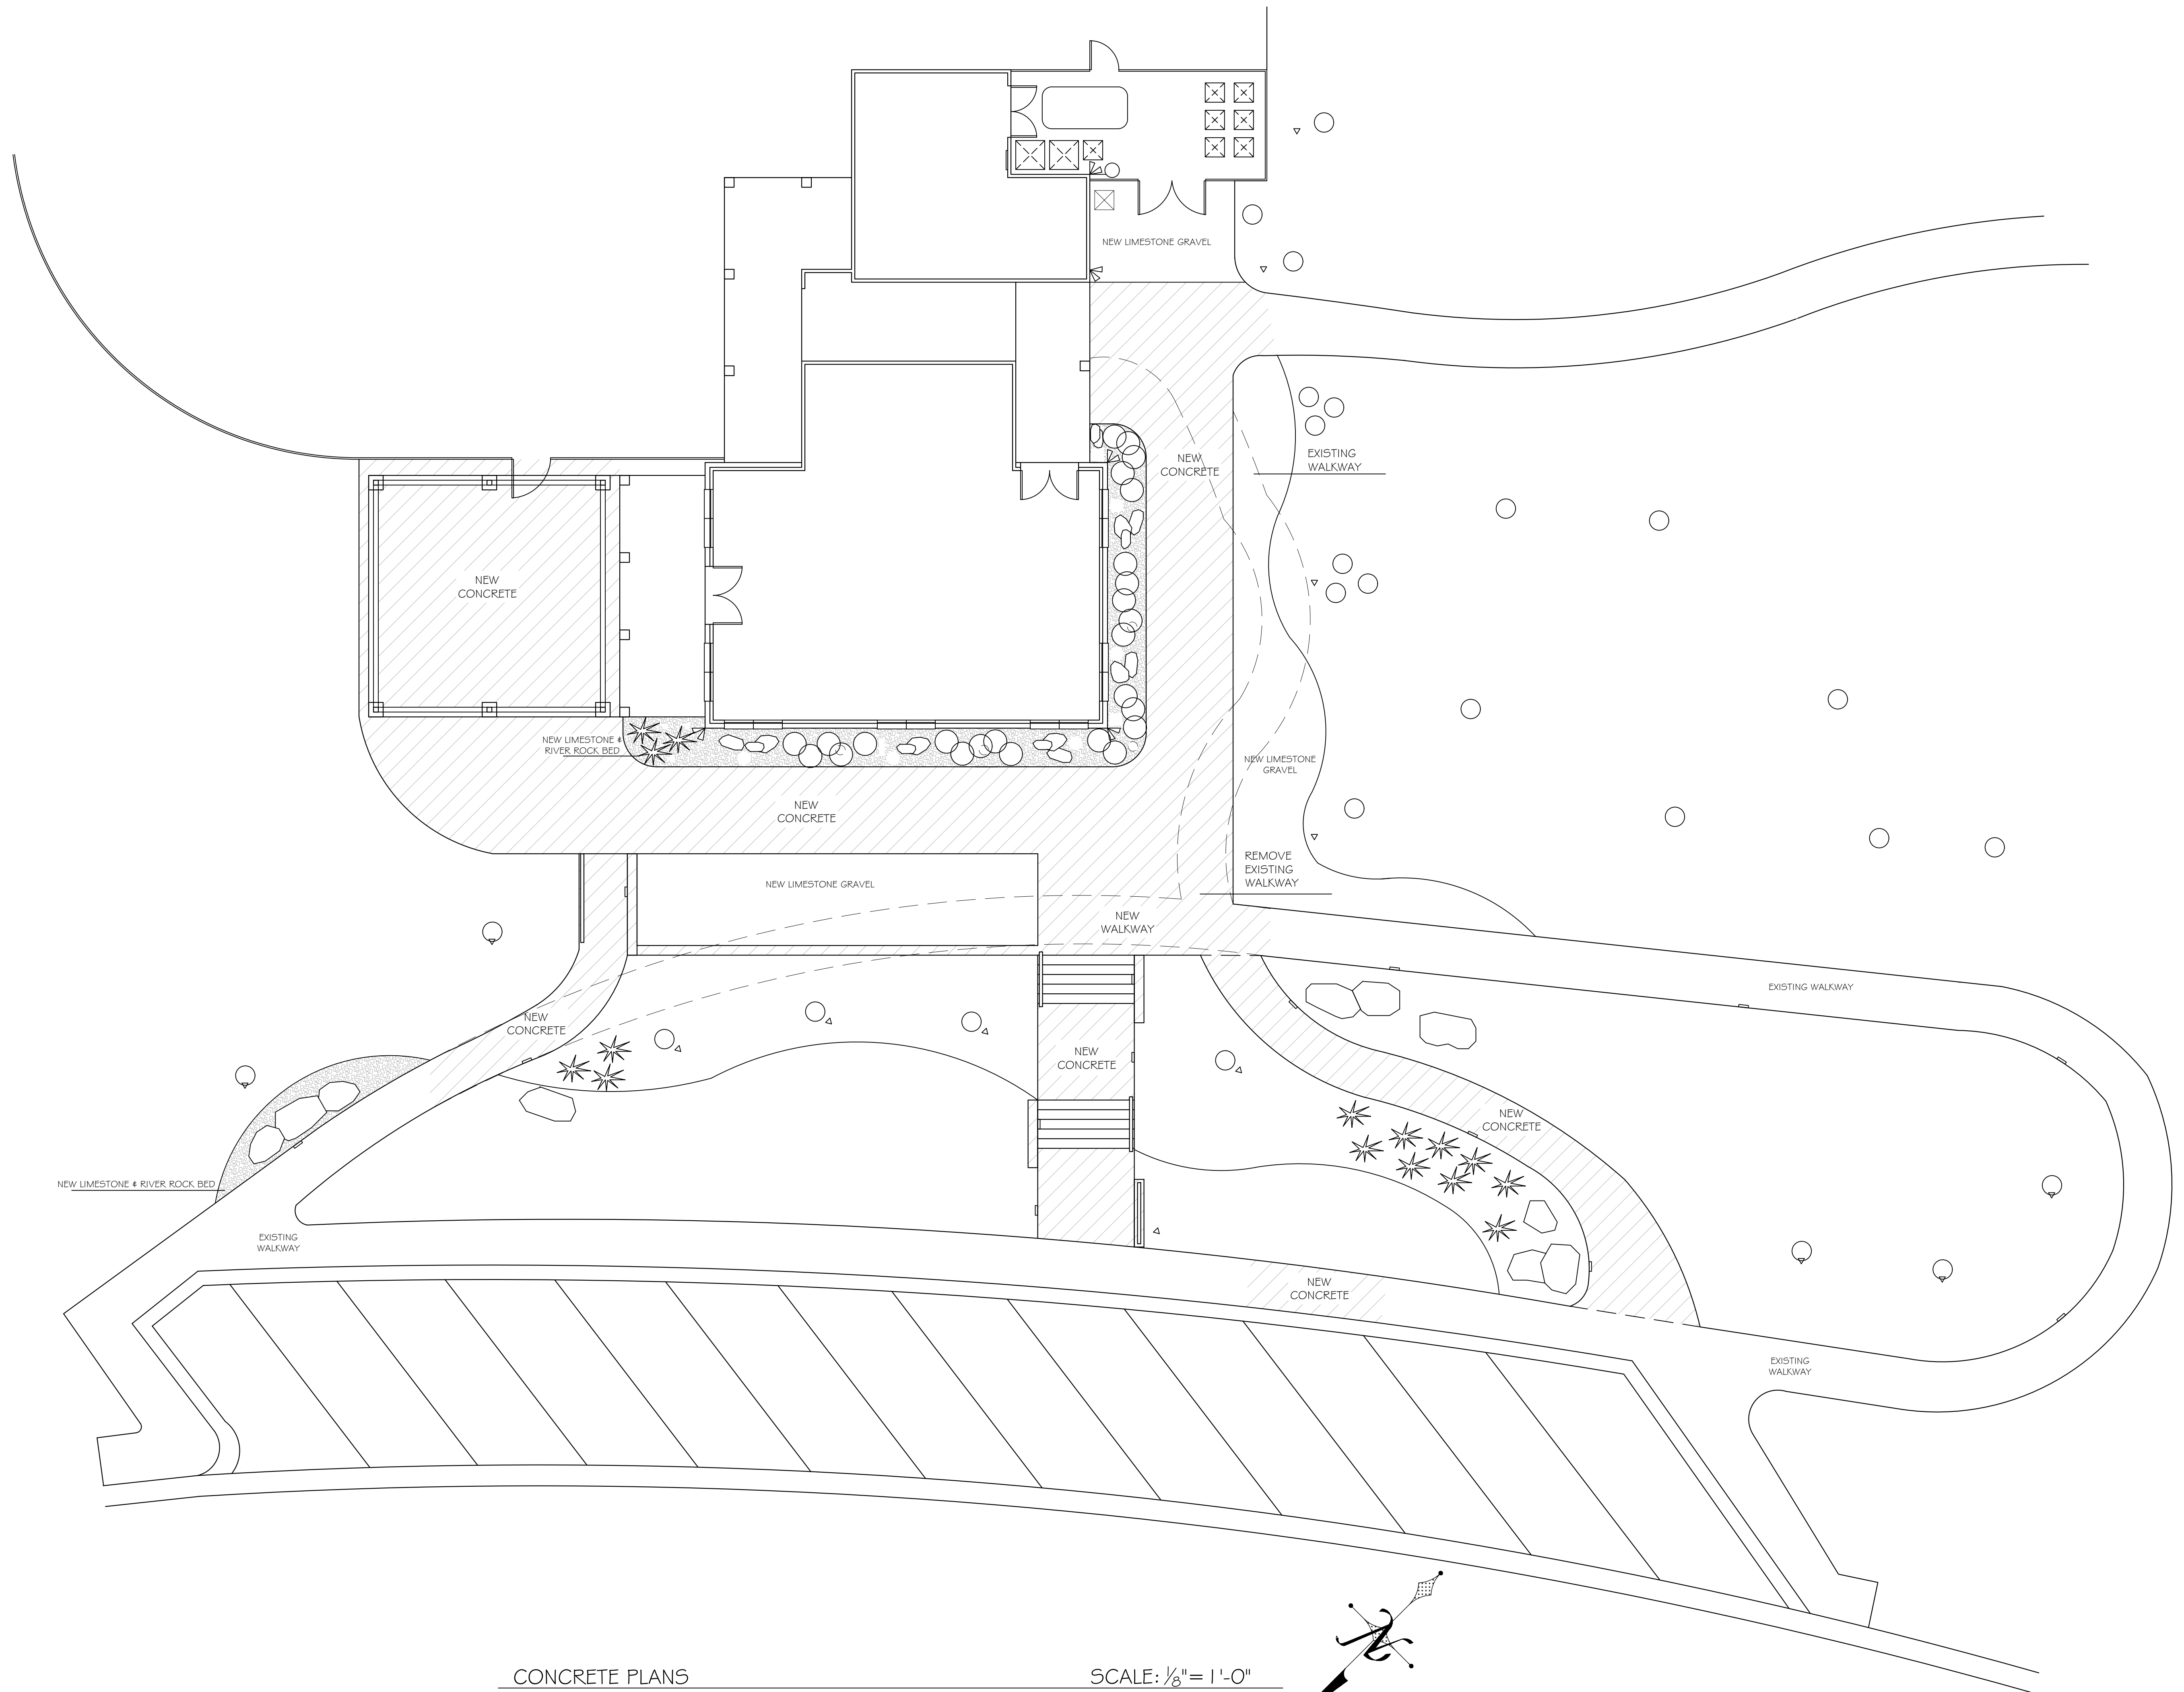 NEW LIMESTONE GRAVEL
EXISTING
WALKWAY
NEW
CONCRETE
NEW
CONCRETE
NEW LIMESTONE &
RIVER ROCK BED
NEW LIMESTONE
GRAVEL
NEW
CONCRETE
REMOVE
EXISTING
WALKWAY
NEW LIMESTONE GRAVEL
NEW
WALKWAY
EXISTING WALKWAY
NEW
CONCRETE
NEW
CONCRETE
NEW
CONCRETE
NEW LIMESTONE & RIVER ROCK BED
EXISTING
WALKWAY
NEW
CONCRETE
EXISTING
WALKWAY
N
CONCRETE PLANS
SCALE: 1/8"= 1'-0"